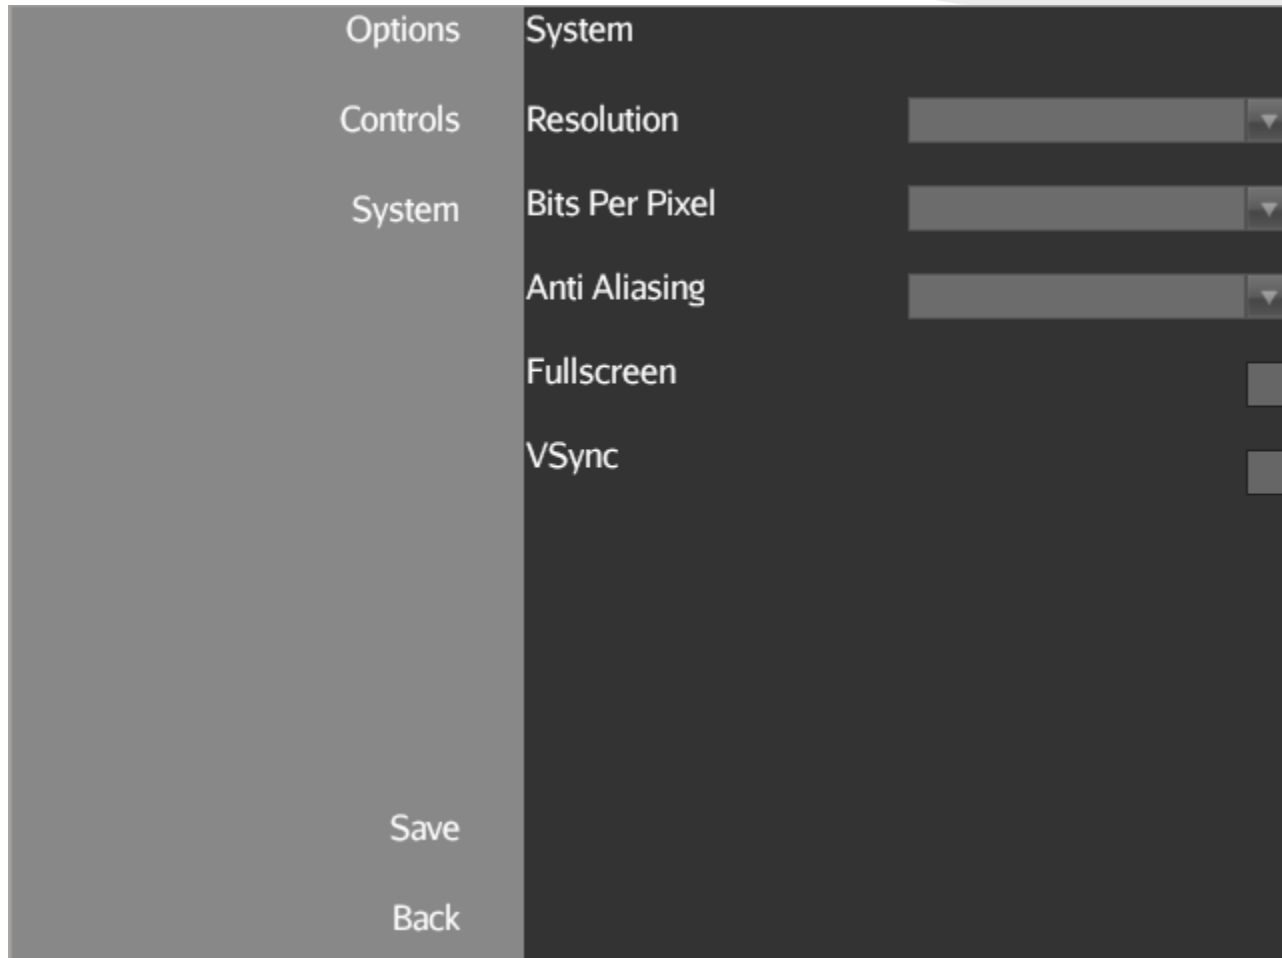 Options
Controls
System
Save
Back
System
Resolution
Bits Per Pixel
Anti Aliasing
Fullscreen
VSync